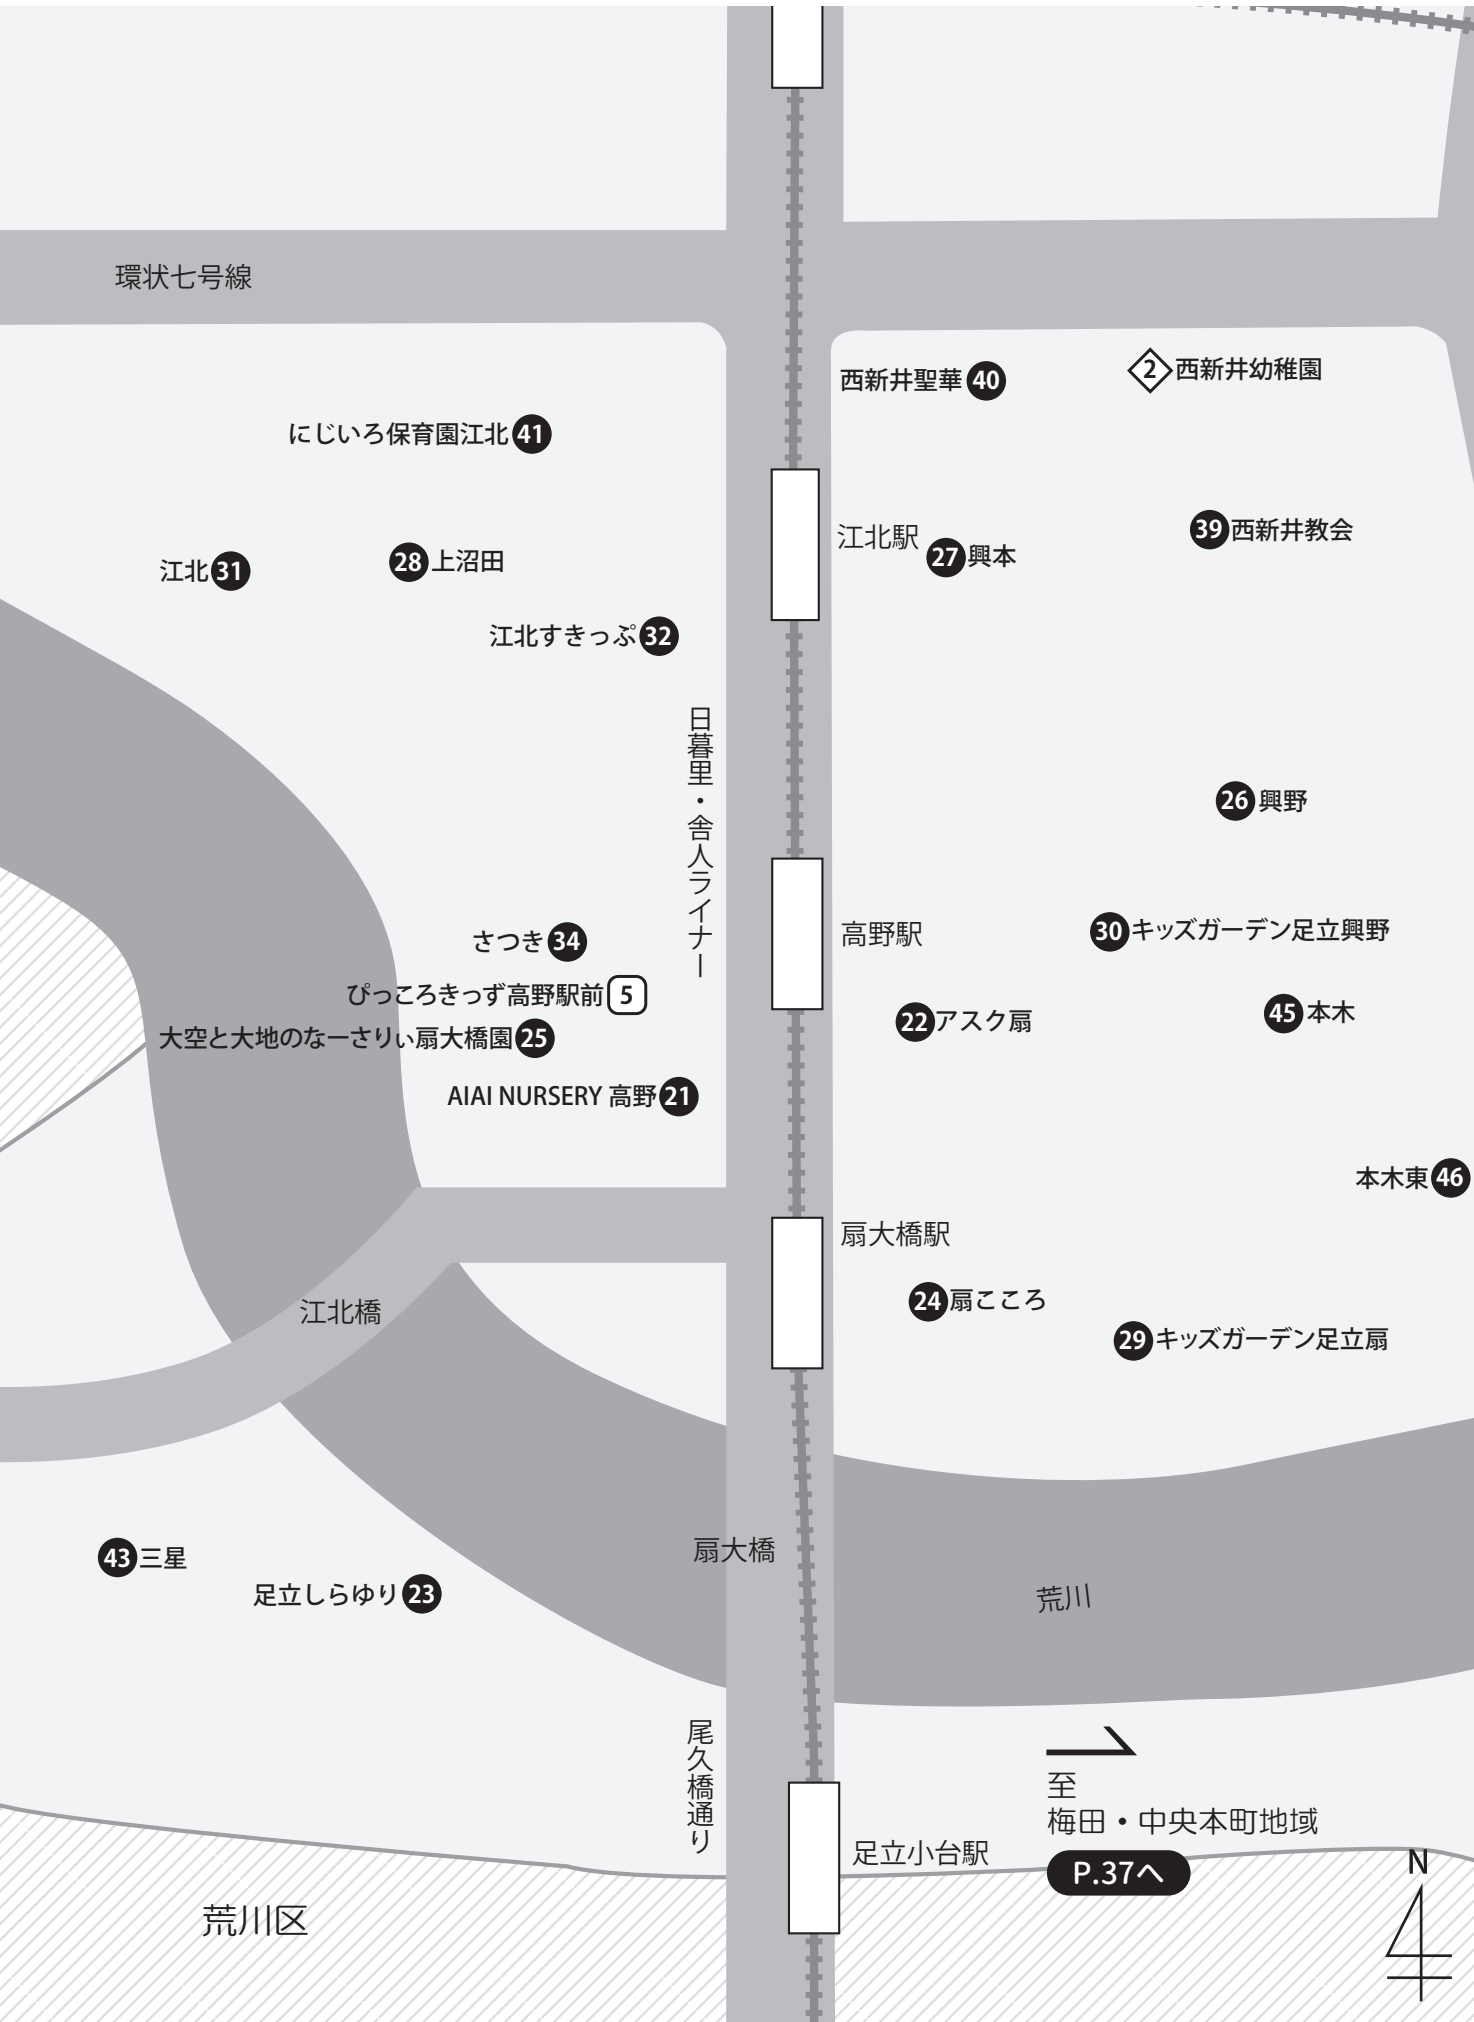 環状七号線
西新井聖華 40
2 西新井幼稚園
にじいろ保育園江北 41
江北駅
39 西新井教会
27 興本
江北 31
28 上沼田
江北すきっぷ 32
日暮里・舎人ライナー
26 興野
さつき 34
高野駅
30 キッズガーデン足立興野
ぴっころきっず高野駅前 5
22 アスク扇
45 本木
大空と大地のなーさりぃ扇大橋園 25
AIAI NURSERY 高野 21
本木東 46
扇大橋駅
江北橋
24 扇こころ
29 キッズガーデン足立扇
扇大橋
43 三星
足立しらゆり 23
荒川
尾久橋通り
至
梅田・中央本町地域
足立小台駅
P.37へ
N
荒川区